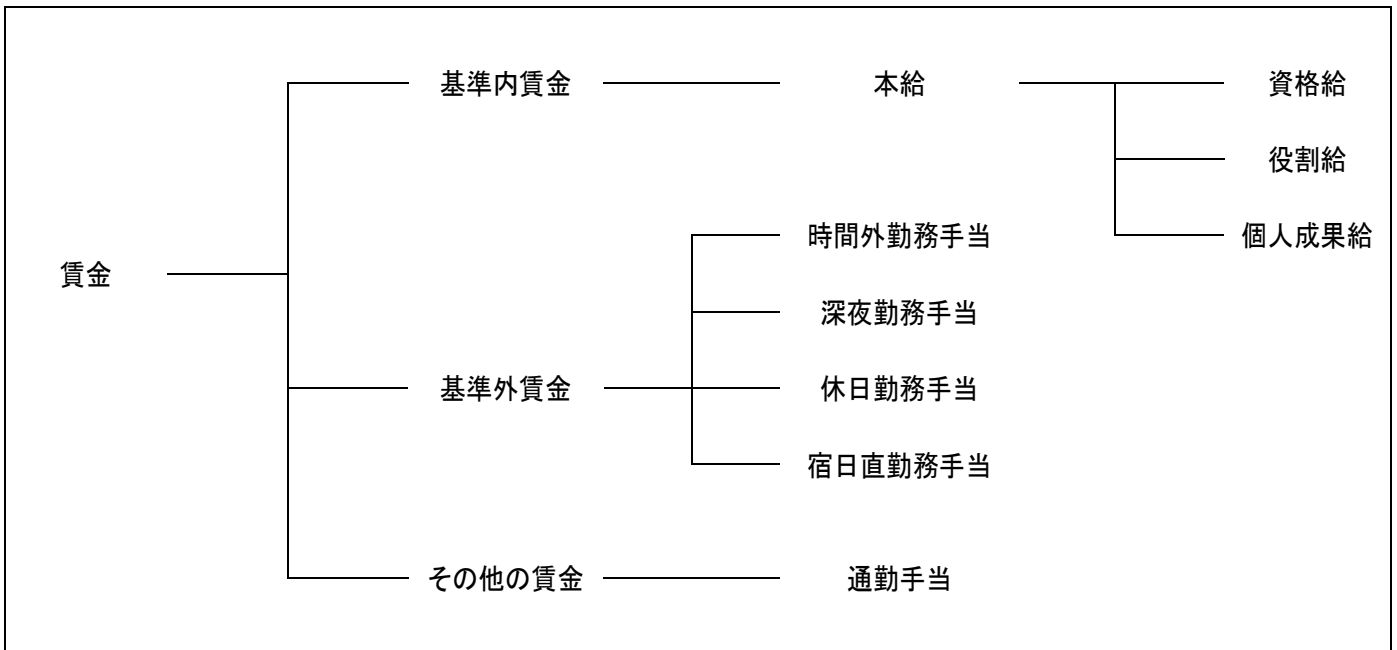 基準内賃金 本給 資格給
役割給
時間外勤務手当 個人成果給
賃金
深夜勤務手当
基準外賃金 休日勤務手当
宿日直勤務手当
その他の賃金 通勤手当